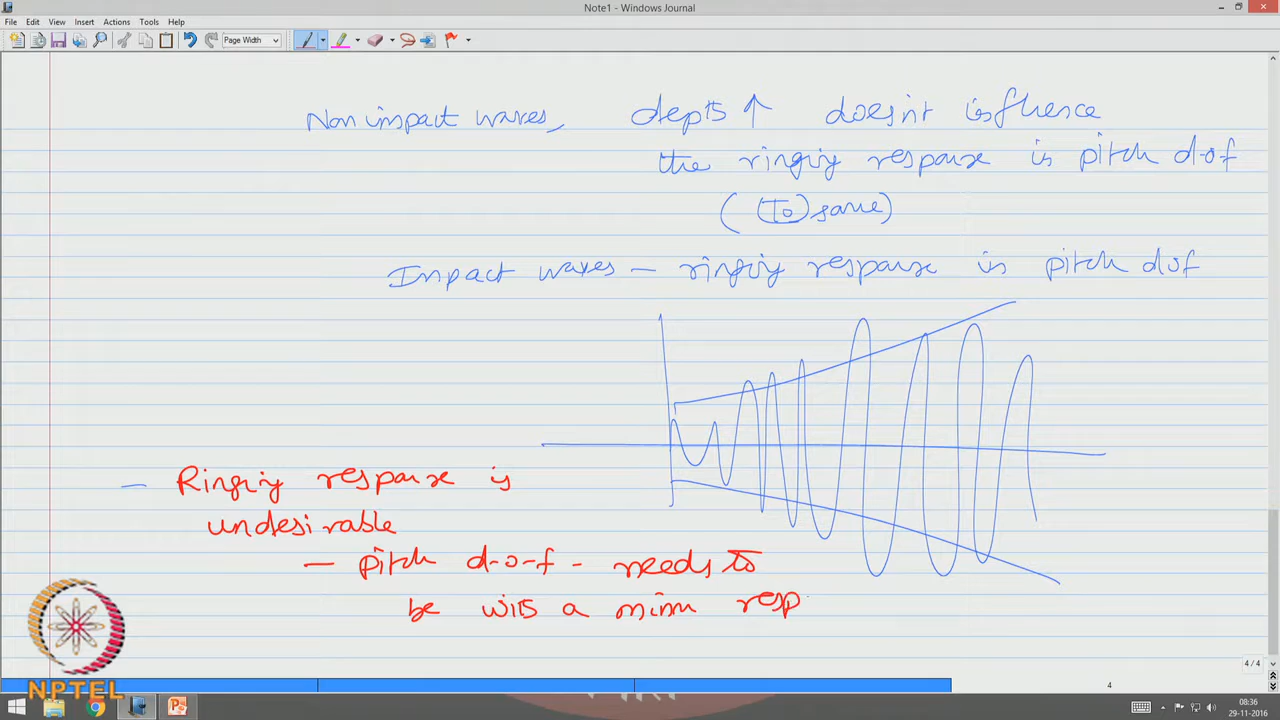 Note1 - Windows Journal
File Edit View Insert Actions Tools Help
Page Width
Non impact waves, depth ↑ doesn't influence
the ringing response in pitch d-o-f
( (To) same)
Impact waves - ringing response in pitch dof
- Ringing response is
undesirable
- pitch d-o-f - needs to
be with a minm resp
4/4
4
NPTEL
08:36
29-11-2016